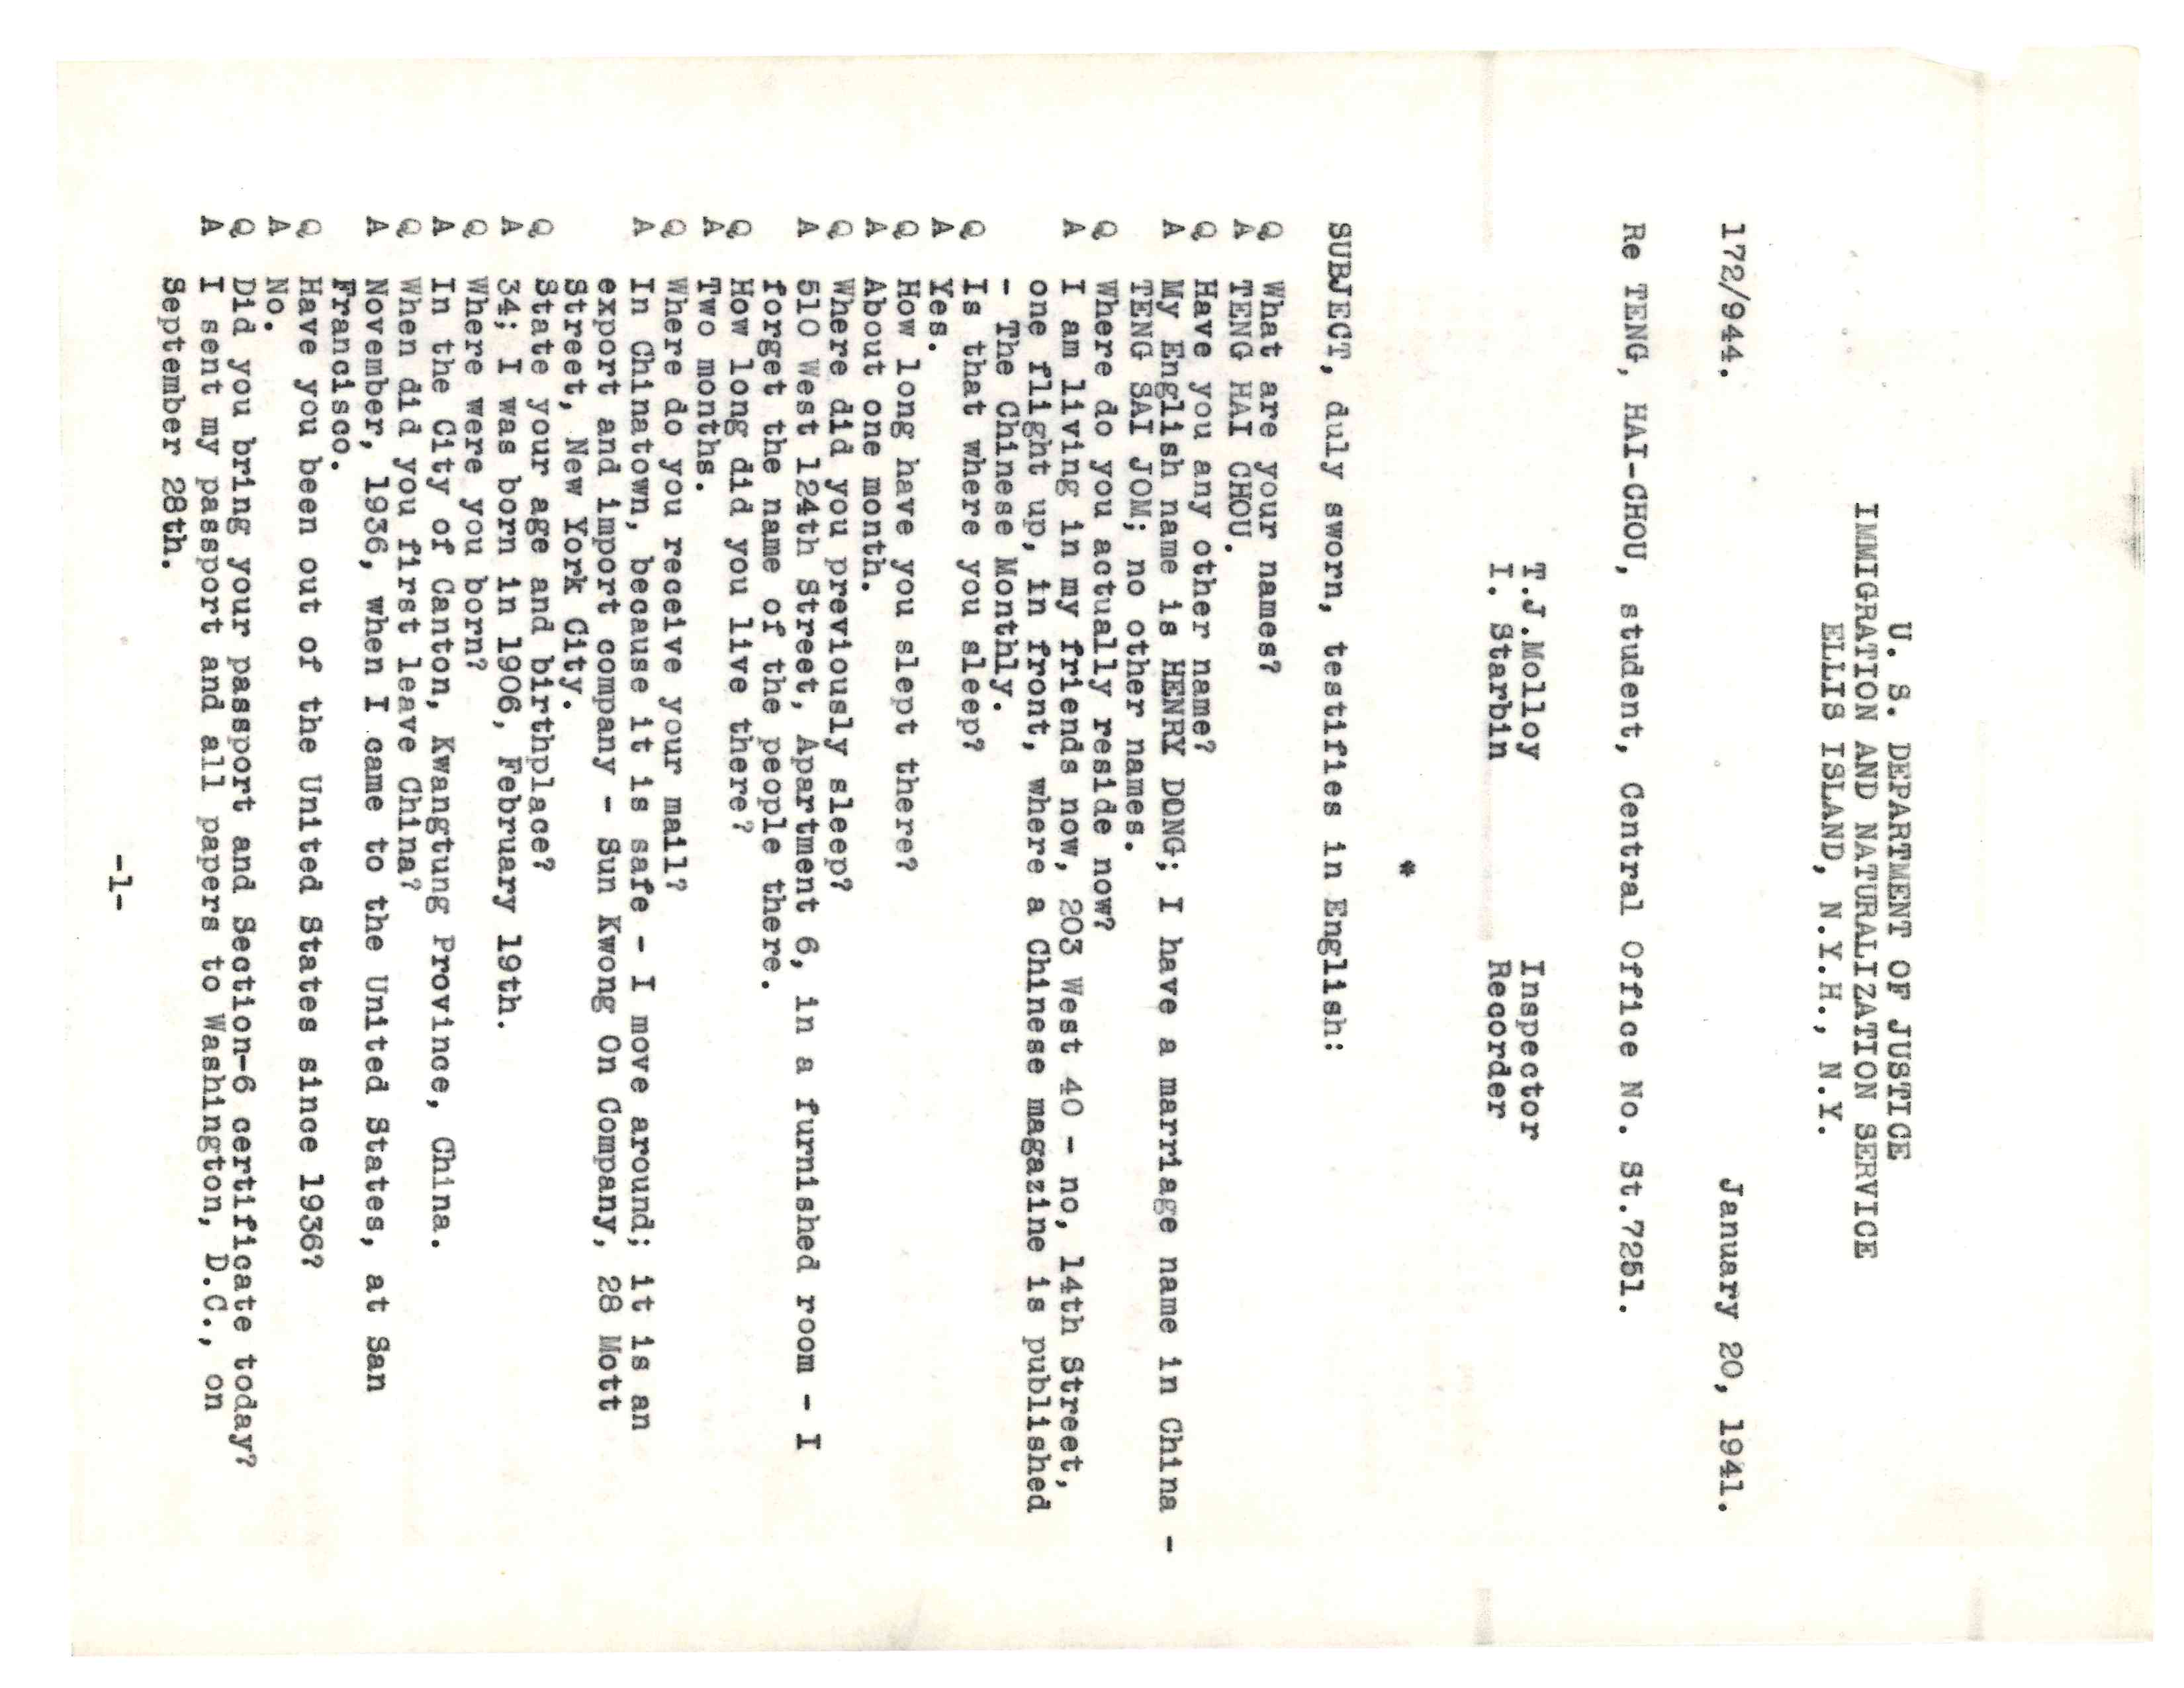 U. S. DEPARTMENT OF JUSTICE
IMMIGRATION AND NATURALIZATION SERVICE
ELLIS ISLAND, N.Y.H., N.Y.
172/944. January 20, 1941.
Re TENG, HAI-CHOU, student, Central Office No. St.7251.
T.J.Molloy Inspector
I. Starbin Recorder
*
SUBJECT, duly sworn, testifies in English:
Q What are your names?
A TENG HAI CHOU.
Q Have you any other name?
A My English name is HENRY DONG; I have a marriage name in China -
TENG SAI JOM; no other names.
Q Where do you actually reside now?
A I am living in my friends now, 203 West 40 - no, 14th Street,
one flight up, in front, where a Chinese magazine is published
- The Chinese Monthly.
Q Is that where you sleep?
A Yes.
Q How long have you slept there?
A About one month.
Q Where did you previously sleep?
A 510 West 124th Street, Apartment 6, in a furnished room - I
forget the name of the people there.
Q How long did you live there?
A Two months.
Q Where do you receive your mail?
A In Chinatown, because it is safe - I move around; it is an
export and import company - Sun Kwong On Company, 28 Mott
Street, New York City.
Q State your age and birthplace?
A 34; I was born in 1906, February 19th.
Q Where were you born?
A In the City of Canton, Kwangtung Province, China.
Q When did you first leave China?
A November, 1936, when I came to the United States, at San
Francisco.
Q Have you been out of the United States since 1936?
A No.
Q Did you bring your passport and Section-6 certificate today?
A I sent my passport and all papers to Washington, D.C., on
September 28th.
-1-